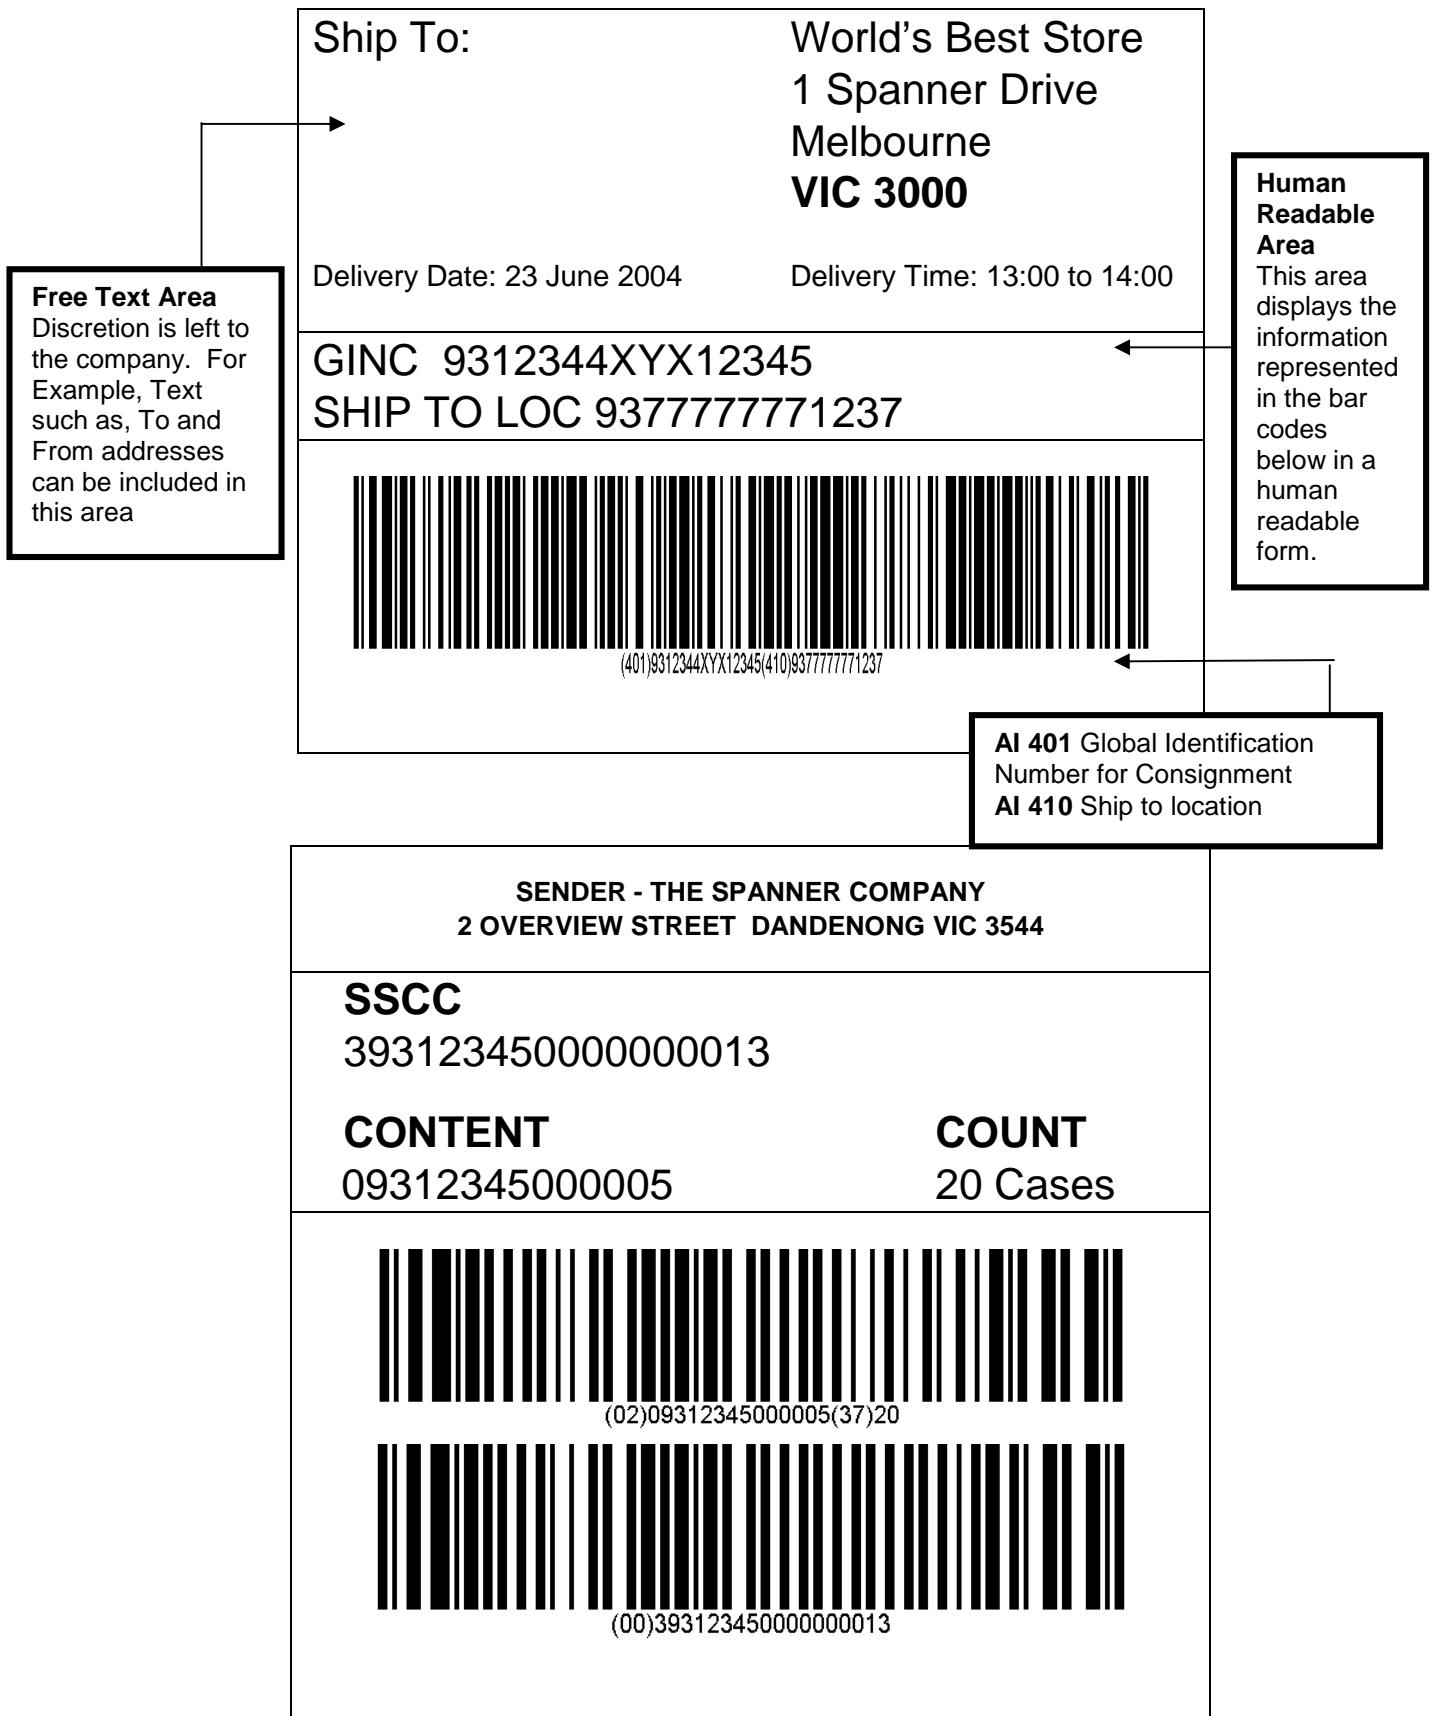 Ship To:
World's Best Store
1 Spanner Drive
Melbourne
VIC 3000
Delivery Date: 23 June 2004
Delivery Time: 13:00 to 14:00
Free Text Area
Discretion is left to
the company.  For
Example, Text
such as, To and
From addresses
can be included in
this area
Human
Readable
Area
This area
displays the
information
represented
in the bar
codes
below in a
human
readable
form.
GINC  9312344XYX12345
SHIP TO LOC 9377777771237
(401)9312344XYX12345(410)9377777771237
AI 401 Global Identification
Number for Consignment
AI 410 Ship to location
SENDER - THE SPANNER COMPANY
2 OVERVIEW STREET  DANDENONG VIC 3544
SSCC
393123450000000013
CONTENT
COUNT
09312345000005
20 Cases
(02)09312345000005(37)20
(00)393123450000000013